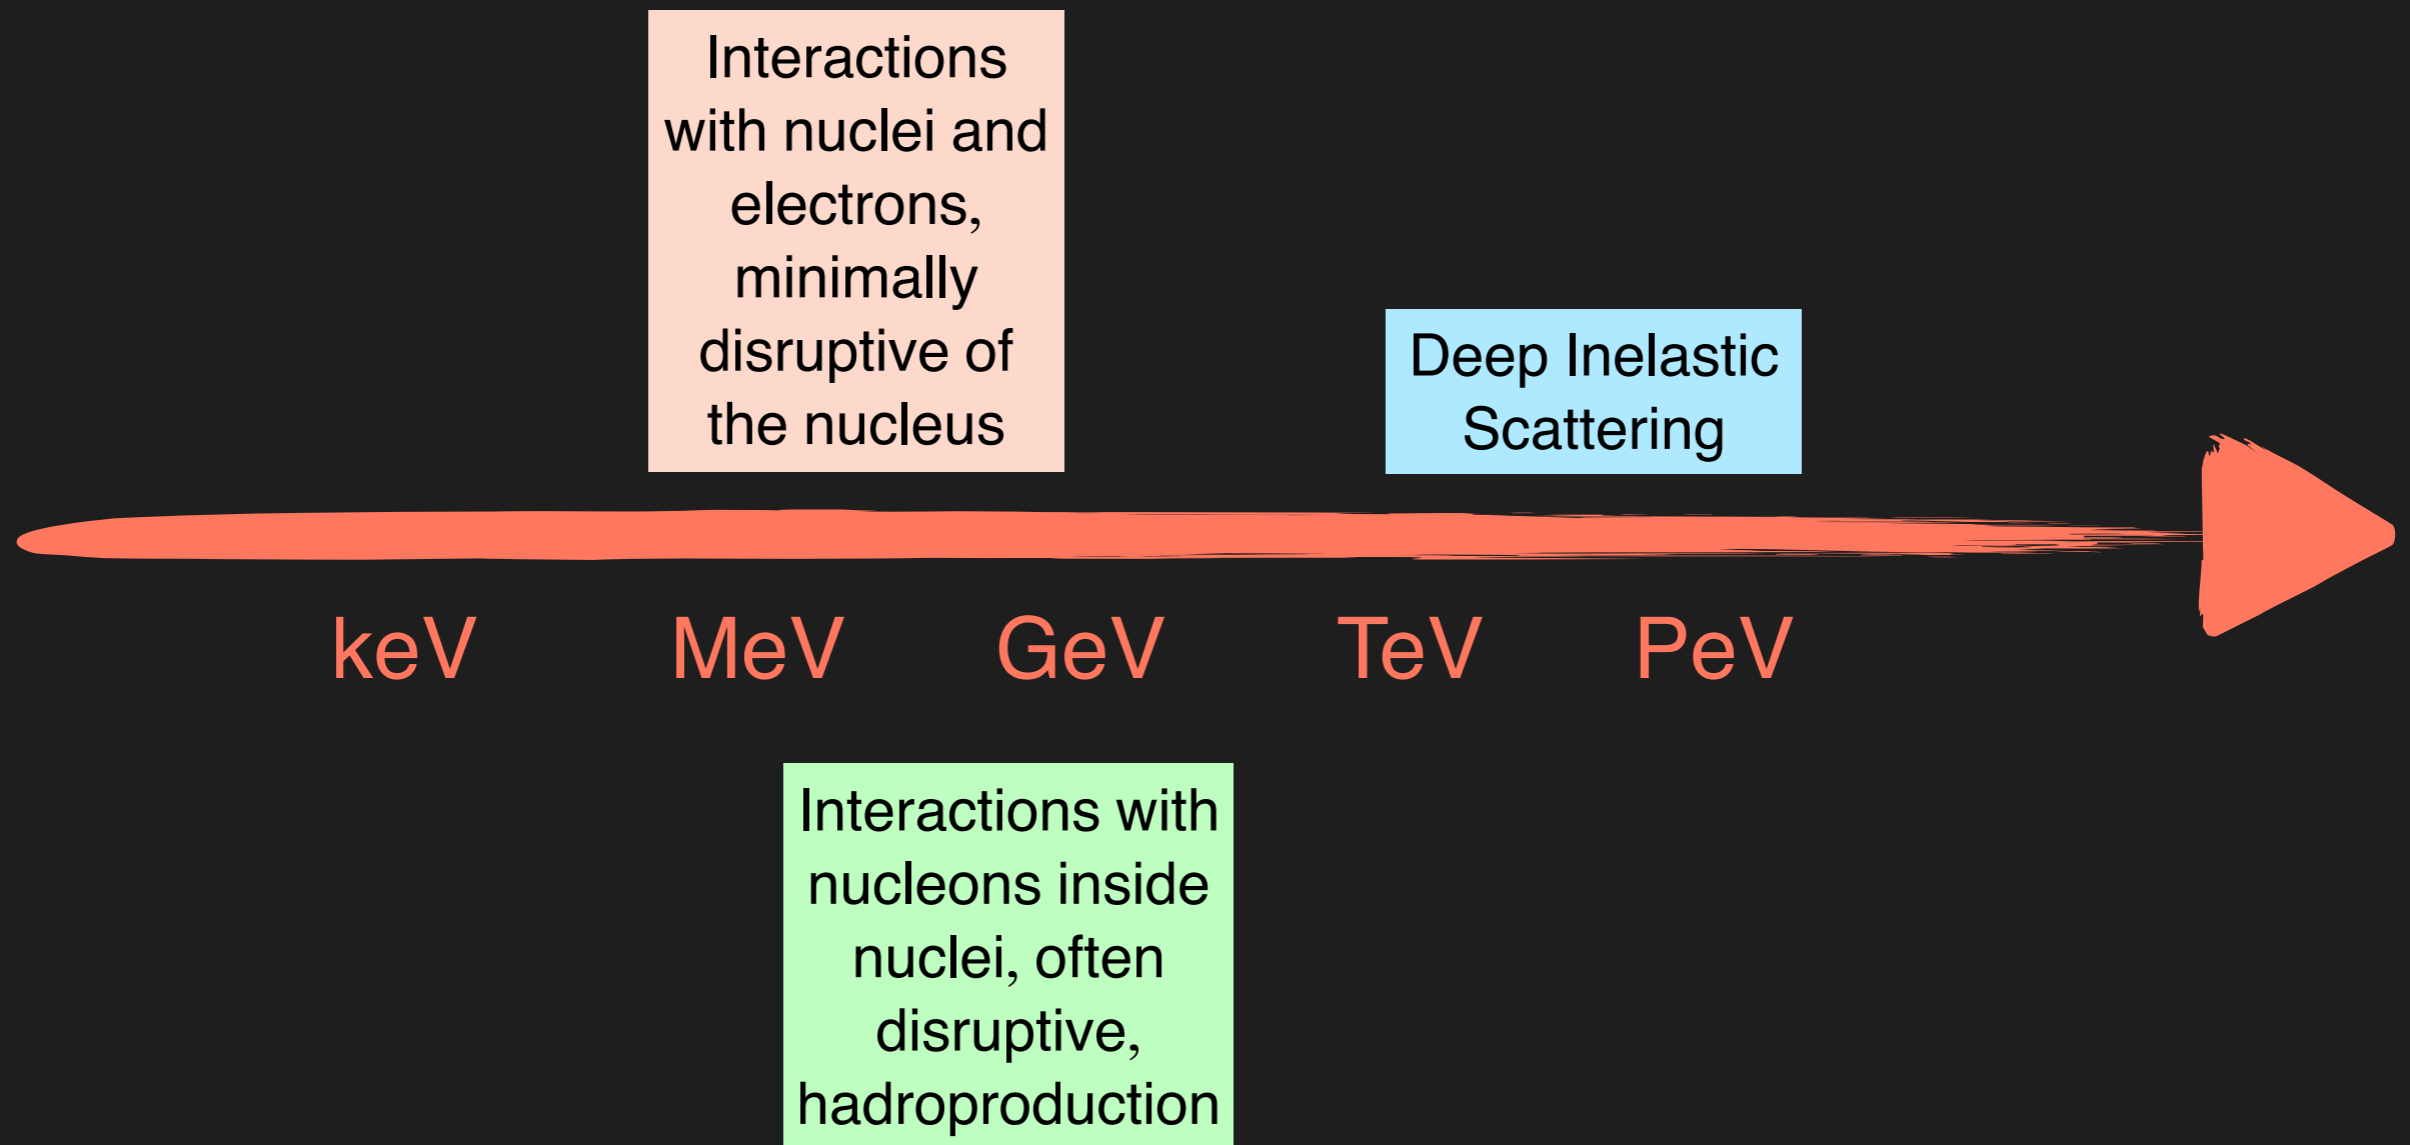 Interactions
with nuclei and
electrons,
minimally
disruptive of
the nucleus
Deep Inelastic
Scattering
keV MeV GeV TeV PeV
Interactions with
nucleons inside
nuclei, often
disruptive,
hadroproduction